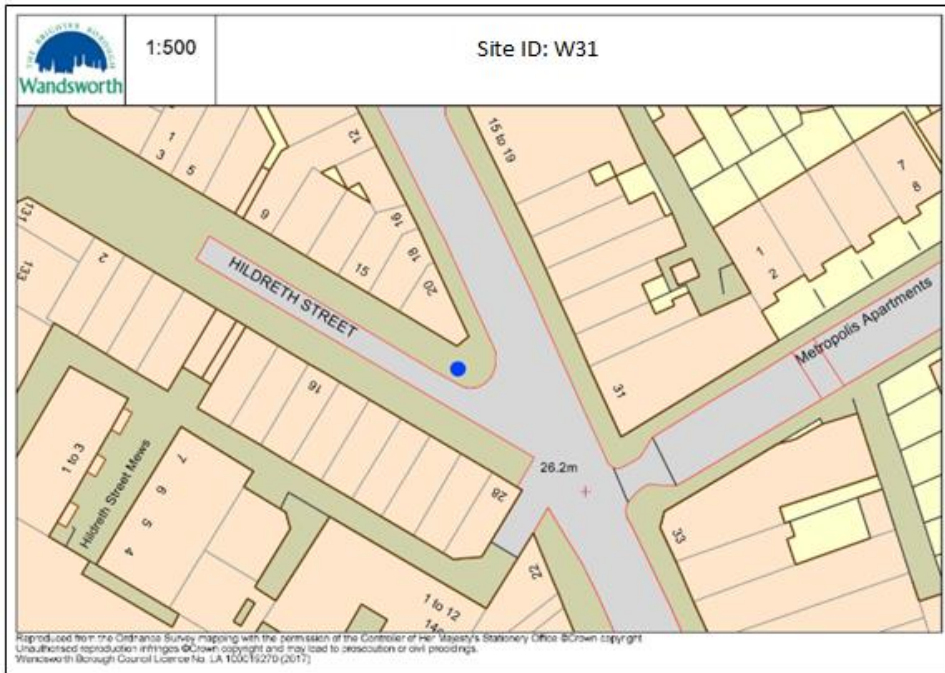 THE BRIGHTER BOROUGH
Wandsworth
1:500
Site ID: W31
1
3
5
12
15 to 19
7
8
131
9
16
18
1
2
133
2
15
20
HILDRETH STREET
Metropolis Apartments
16
31
1 to 3
26.2m
Hildreth Street Mews
7
6
5
4
28
33
22
1 to 12
Reproduced from the Ordnance Survey mapping with the permission of the Controller of Her Majesty's Stationery Office ©Crown copyright
Unauthorised reproduction infringes ©Crown copyright and may lead to prosecution or civil procedings.
Wandsworth Borough Council Licence No. LA 100019270 (2017)